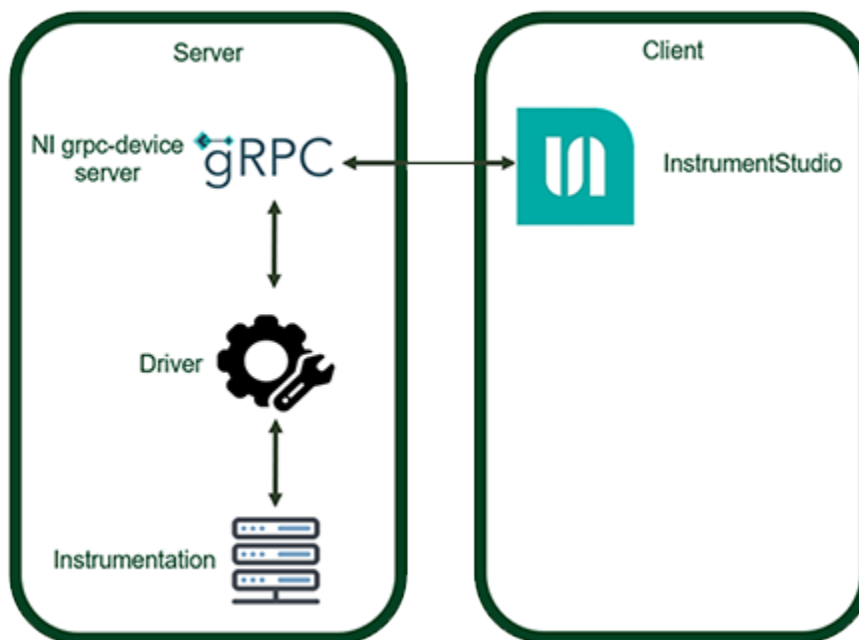 Server
NI grpc-device
server
gRPC
Driver
Instrumentation
Client
InstrumentStudio